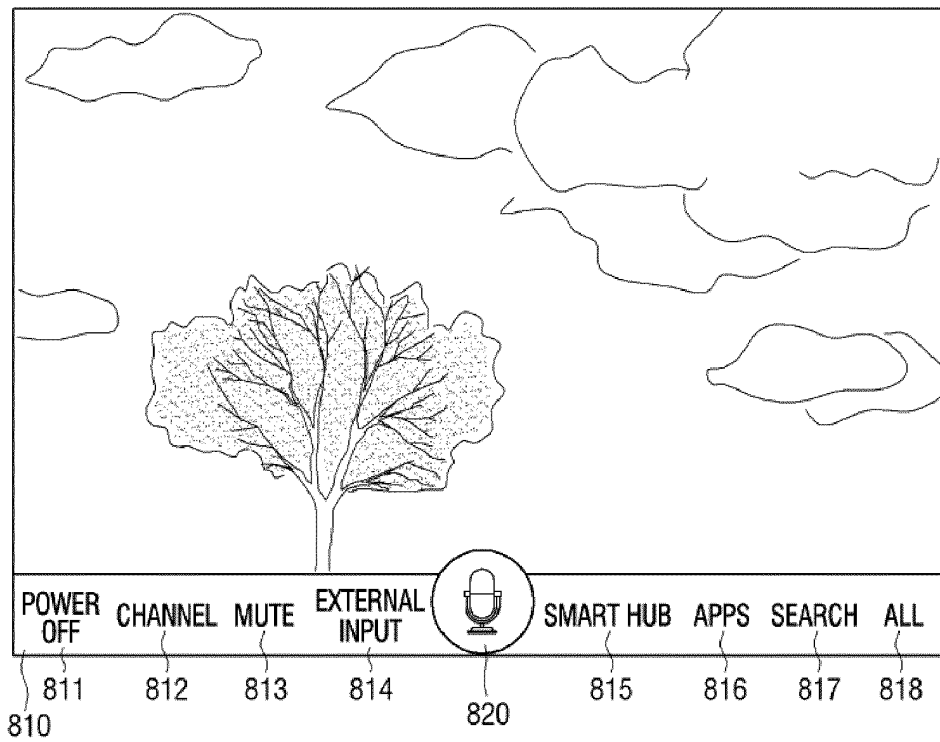 POWER OFF CHANNEL MUTE EXTERNAL INPUT SMART HUB APPS SEARCH ALL
811 812 813 814 820 815 816 817 818
810